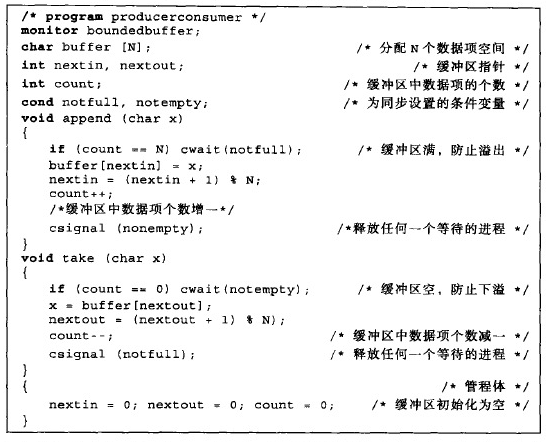 /* program producerconsumer */
monitor boundedbuffer;
char buffer [N]; /* 分配N个数据项空间 */
int nextin, nextout; /* 缓冲区指针 */
int count; /* 缓冲区中数据项的个数 */
cond notfull, notempty; /* 为同步设置的条件变量 */
void append (char x)
{
if (count == N) cwait(notfull); /* 缓冲区满，防止溢出 */
buffer[nextin] = x;
nextin = (nextin + 1) % N;
count++;
/*缓冲区中数据项个数增一*/
csignal (nonempty); /*释放任何一个等待的进程 */
}
void take (char x)
{
if (count == 0) cwait(notempty); /* 缓冲区空，防止下溢 */
x = buffer[nextout];
nextout = (nextout + 1) % N);
count--; /* 缓冲区中数据项个数减一 */
csignal (notfull); /* 释放任何一个等待的进程 */
}
{ /* 管程体 */
nextin = 0; nextout = 0; count = 0; /* 缓冲区初始化为空 */
}